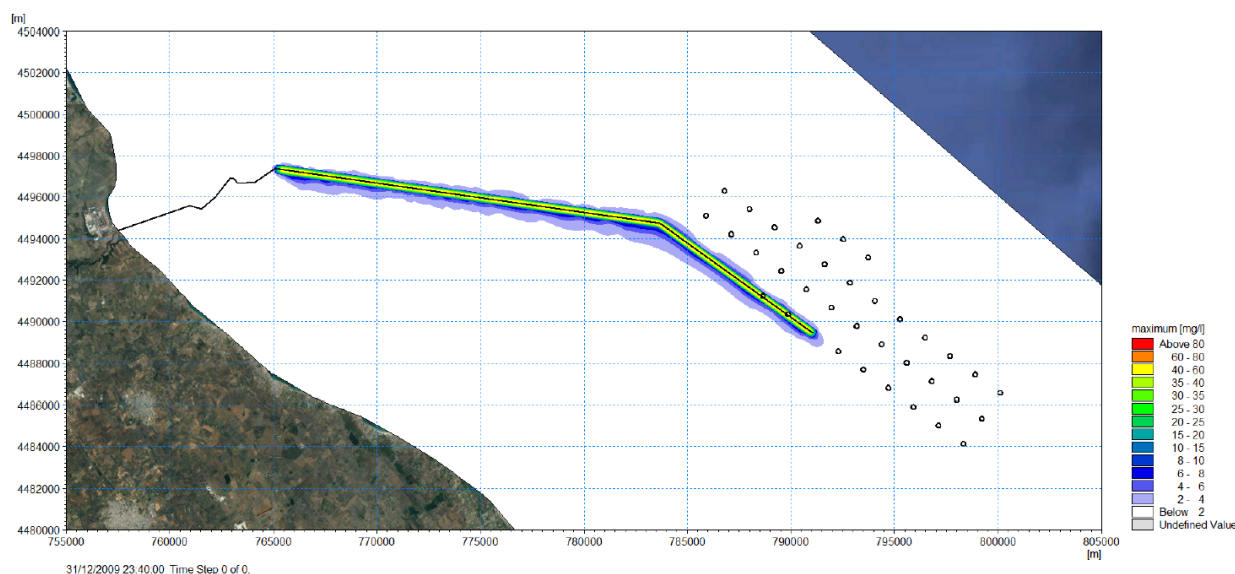 [m]
4504000
4502000
4500000
4498000
4496000
4494000
4492000
4490000
4488000
4486000
4484000
4482000
4480000
755000 760000 765000 770000 775000 780000 785000 790000 795000 800000 805000
[m]
maximum [mg/l]
Above 80
60 - 80
40 - 60
35 - 40
30 - 35
25 - 30
20 - 25
15 - 20
10 - 15
8 - 10
6 - 8
4 - 6
2 - 4
Below 2
Undefined Value
31/12/2009 23:40:00 Time Step 0 of 0.